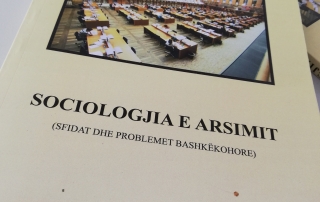 SOCIOLOGJIA E ARSIMIT
(SFIDAT DHE PROBLEMET BASHKËKOHORE)